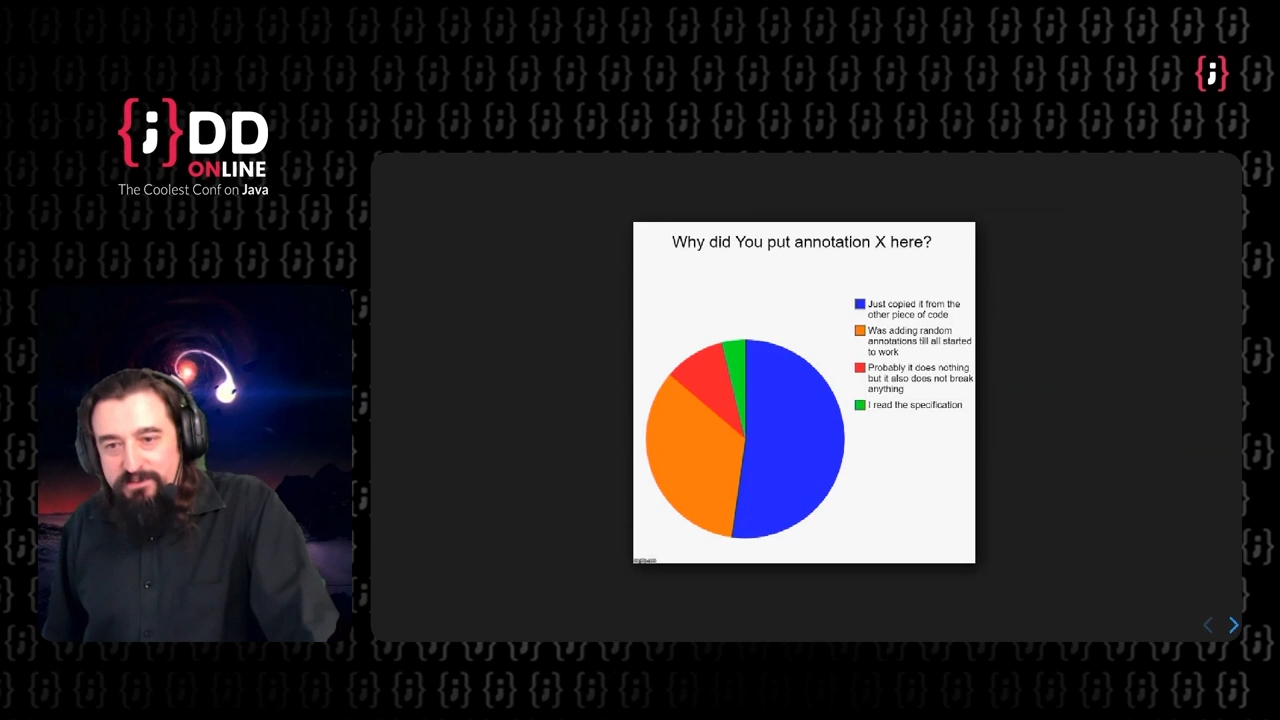 {;}DD
ONLINE
The Coolest Conf on Java
{;}
Why did You put annotation X here?
Just copied it from the
other piece of code
Was adding random
annotations till all started
to work
Probably it does nothing
but it also does not break
anything
I read the specification